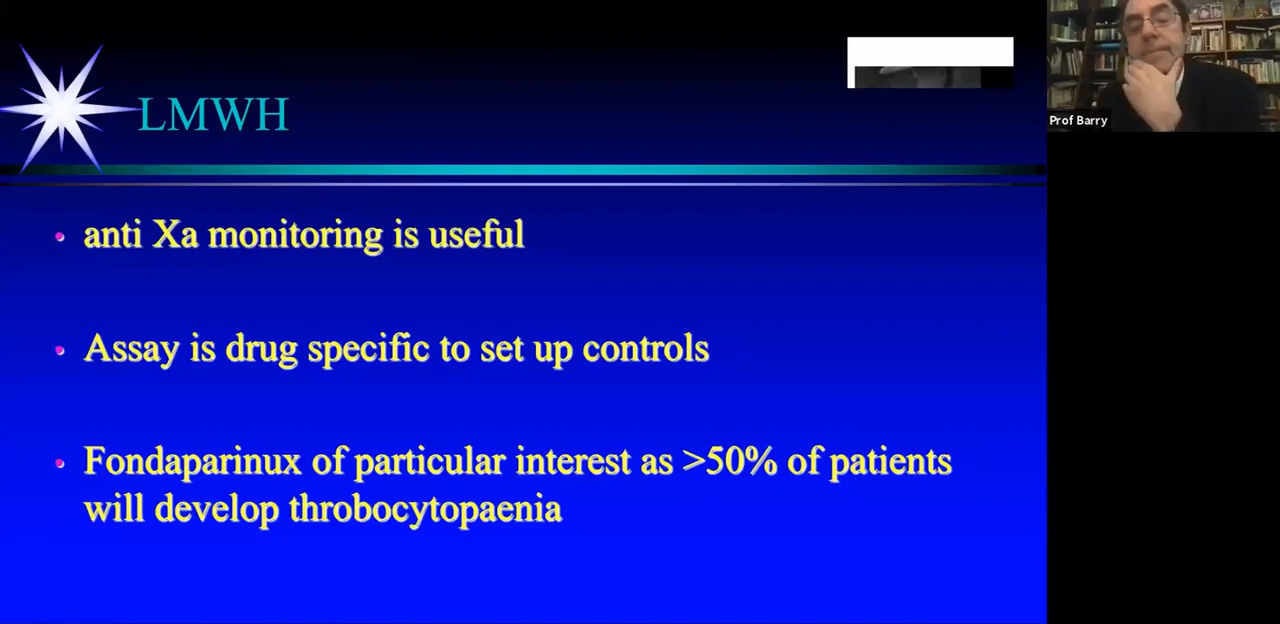 LMWH
Prof Barry
anti Xa monitoring is useful
Assay is drug specific to set up controls
Fondaparinux of particular interest as >50% of patients
will develop throbocytopaenia